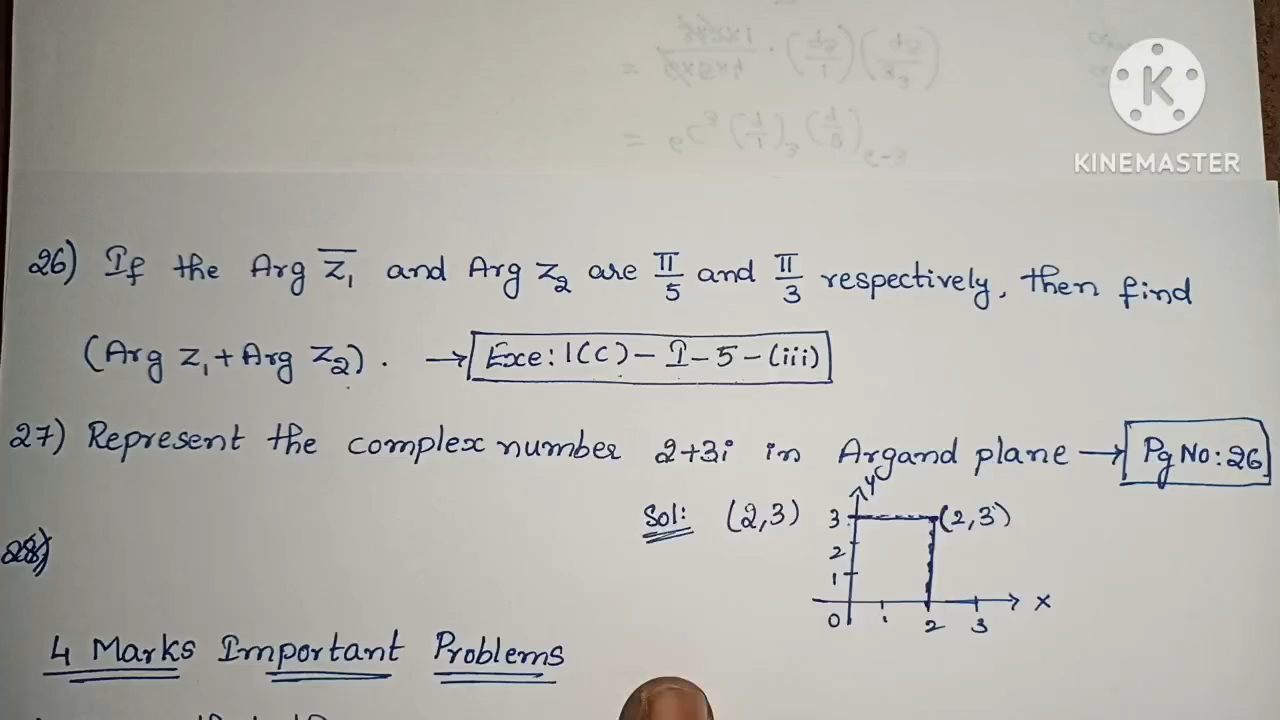 KINEMASTER
26) If the Arg z̅₁ and Arg z₂ are π/5 and π/3 respectively, then find
(Arg z₁ + Arg z₂). → Exe: 1(c) - I - 5 - (iii)
27) Represent the complex number 2+3i in Argand plane → Pg No: 26
Sol: (2,3)
Y
3 (2,3)
2
1
0 2 3 X
28)
4 Marks Important Problems